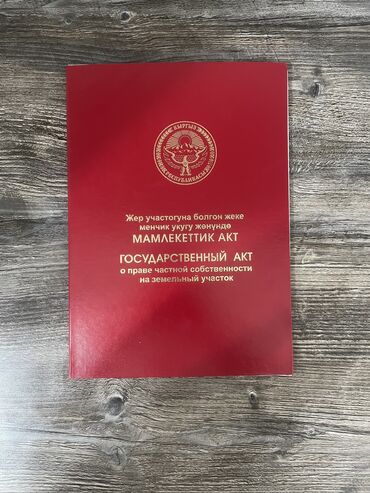 Жер участогуна болгон жеке
менчик укугу жөнүндө
МАМЛЕКЕТТИК АКТ
ГОСУДАРСТВЕННЫЙ АКТ
о праве частной собственности
на земельный участок